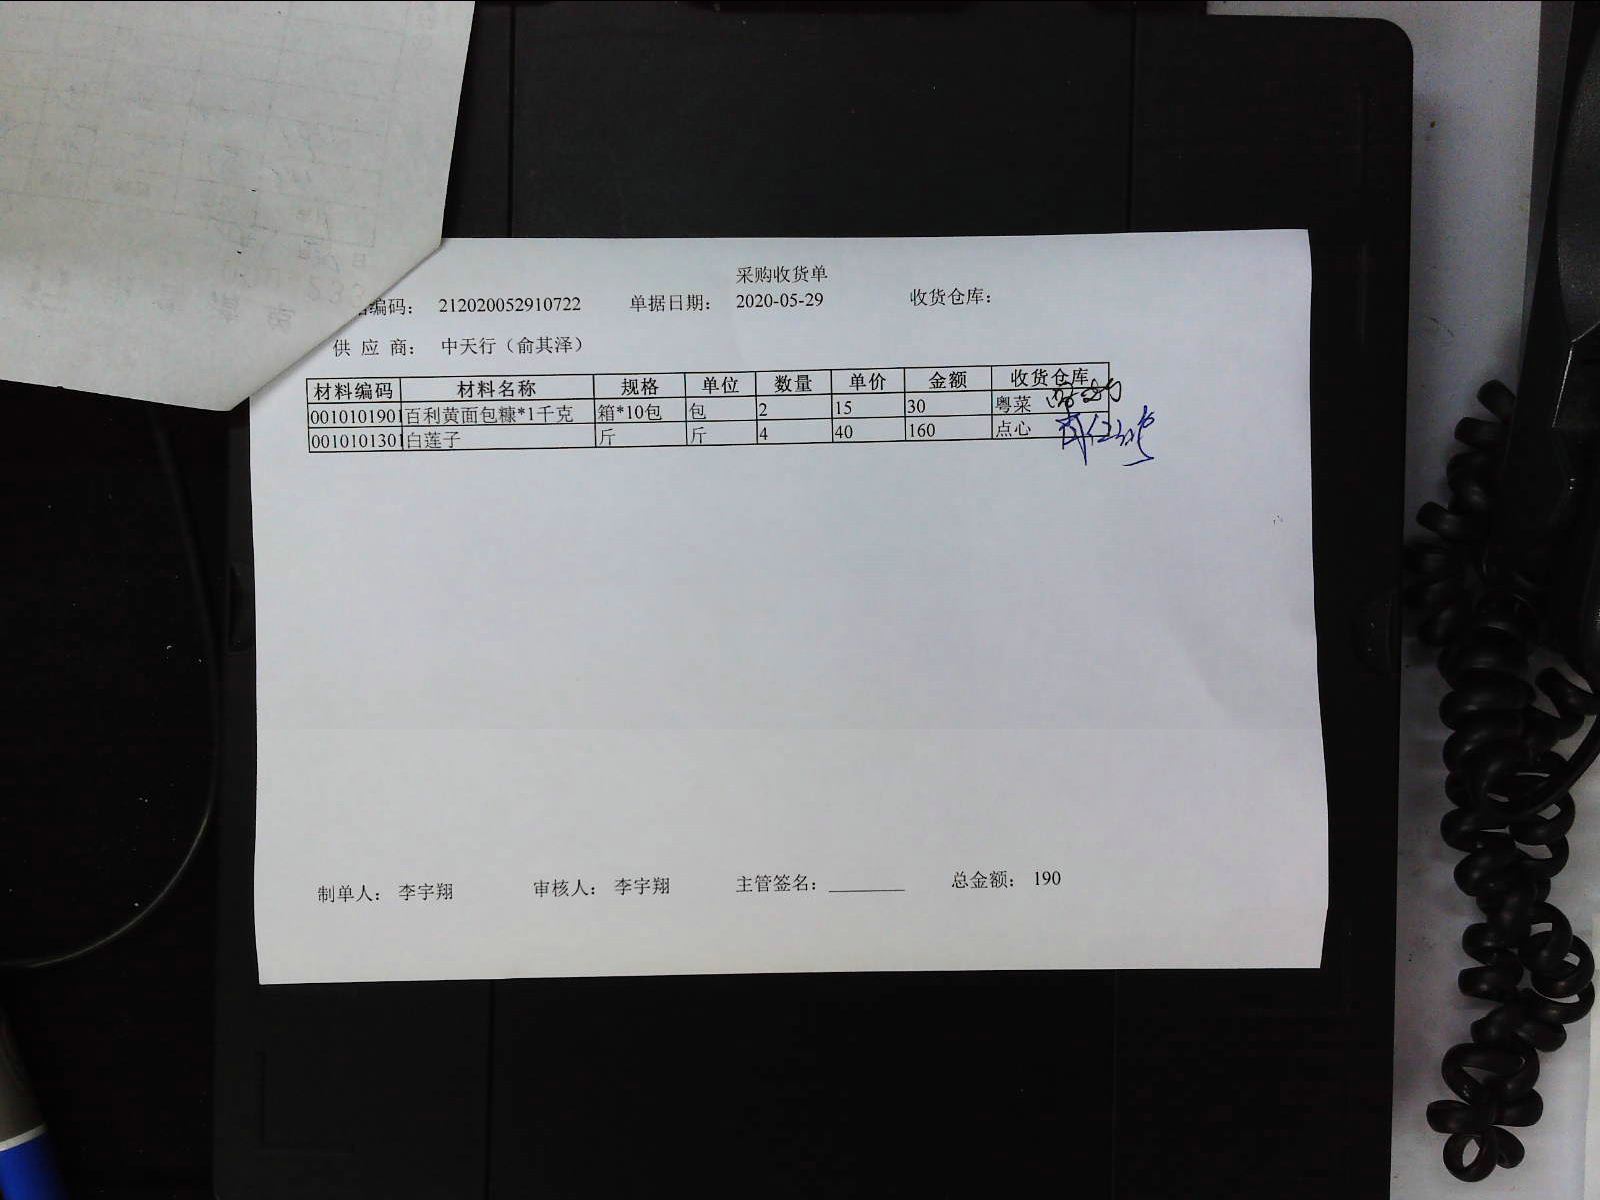 采购收货单
编码： 212020052910722 单据日期： 2020-05-29 收货仓库：
供 应 商： 中天行（俞其泽）
材料编码 材料名称 规格 单位 数量 单价 金额 收货仓库
0010101901 百利黄面包糠*1千克 箱*10包 包 2 15 30 粤菜
0010101301 白莲子 斤 斤 4 40 160 点心
制单人： 李宇翔 审核人： 李宇翔 主管签名： 总金额： 190